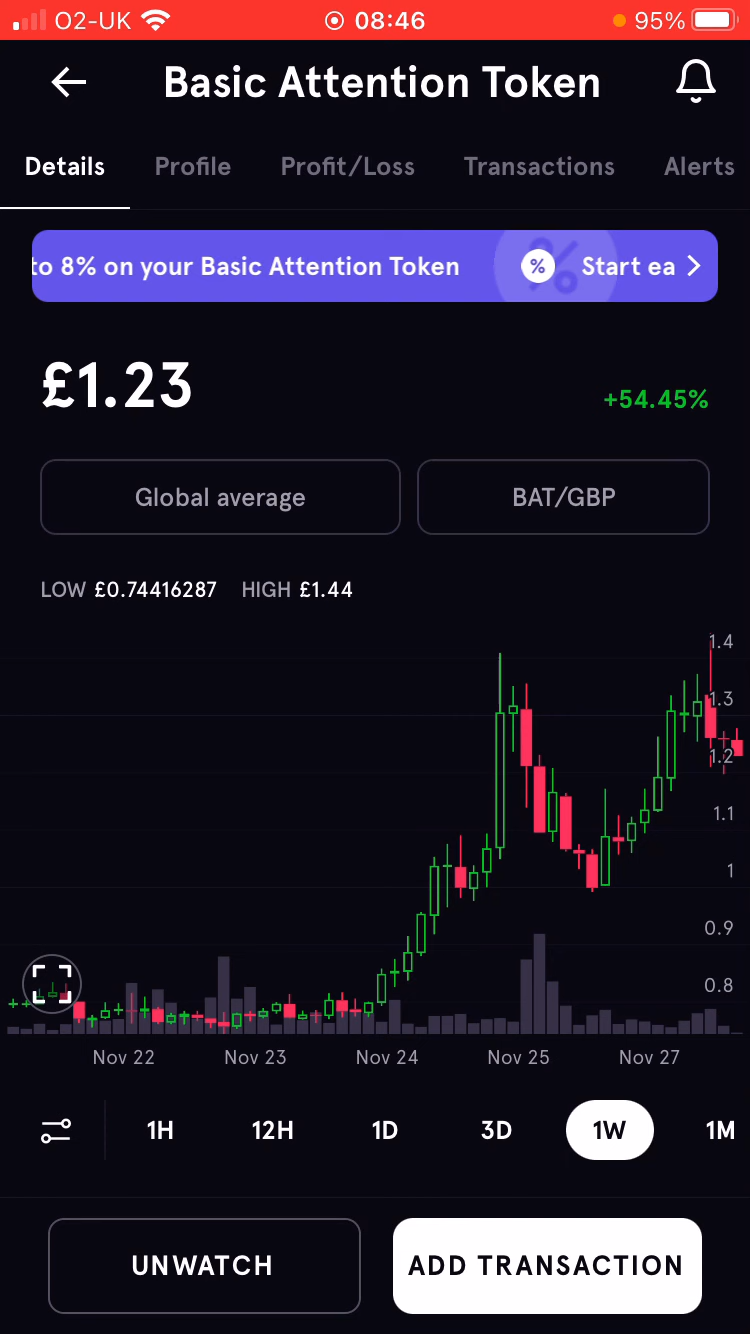 O2-UK 08:46 95%
Basic Attention Token
Details Profile Profit/Loss Transactions Alerts
to 8% on your Basic Attention Token % Start ea
£1.23
+54.45%
Global average BAT/GBP
LOW £0.74416287 HIGH £1.44
1.4
1.3
1.2
1.1
1
0.9
0.8
Nov 22 Nov 23 Nov 24 Nov 25 Nov 27
1H 12H 1D 3D 1W 1M
UNWATCH ADD TRANSACTION